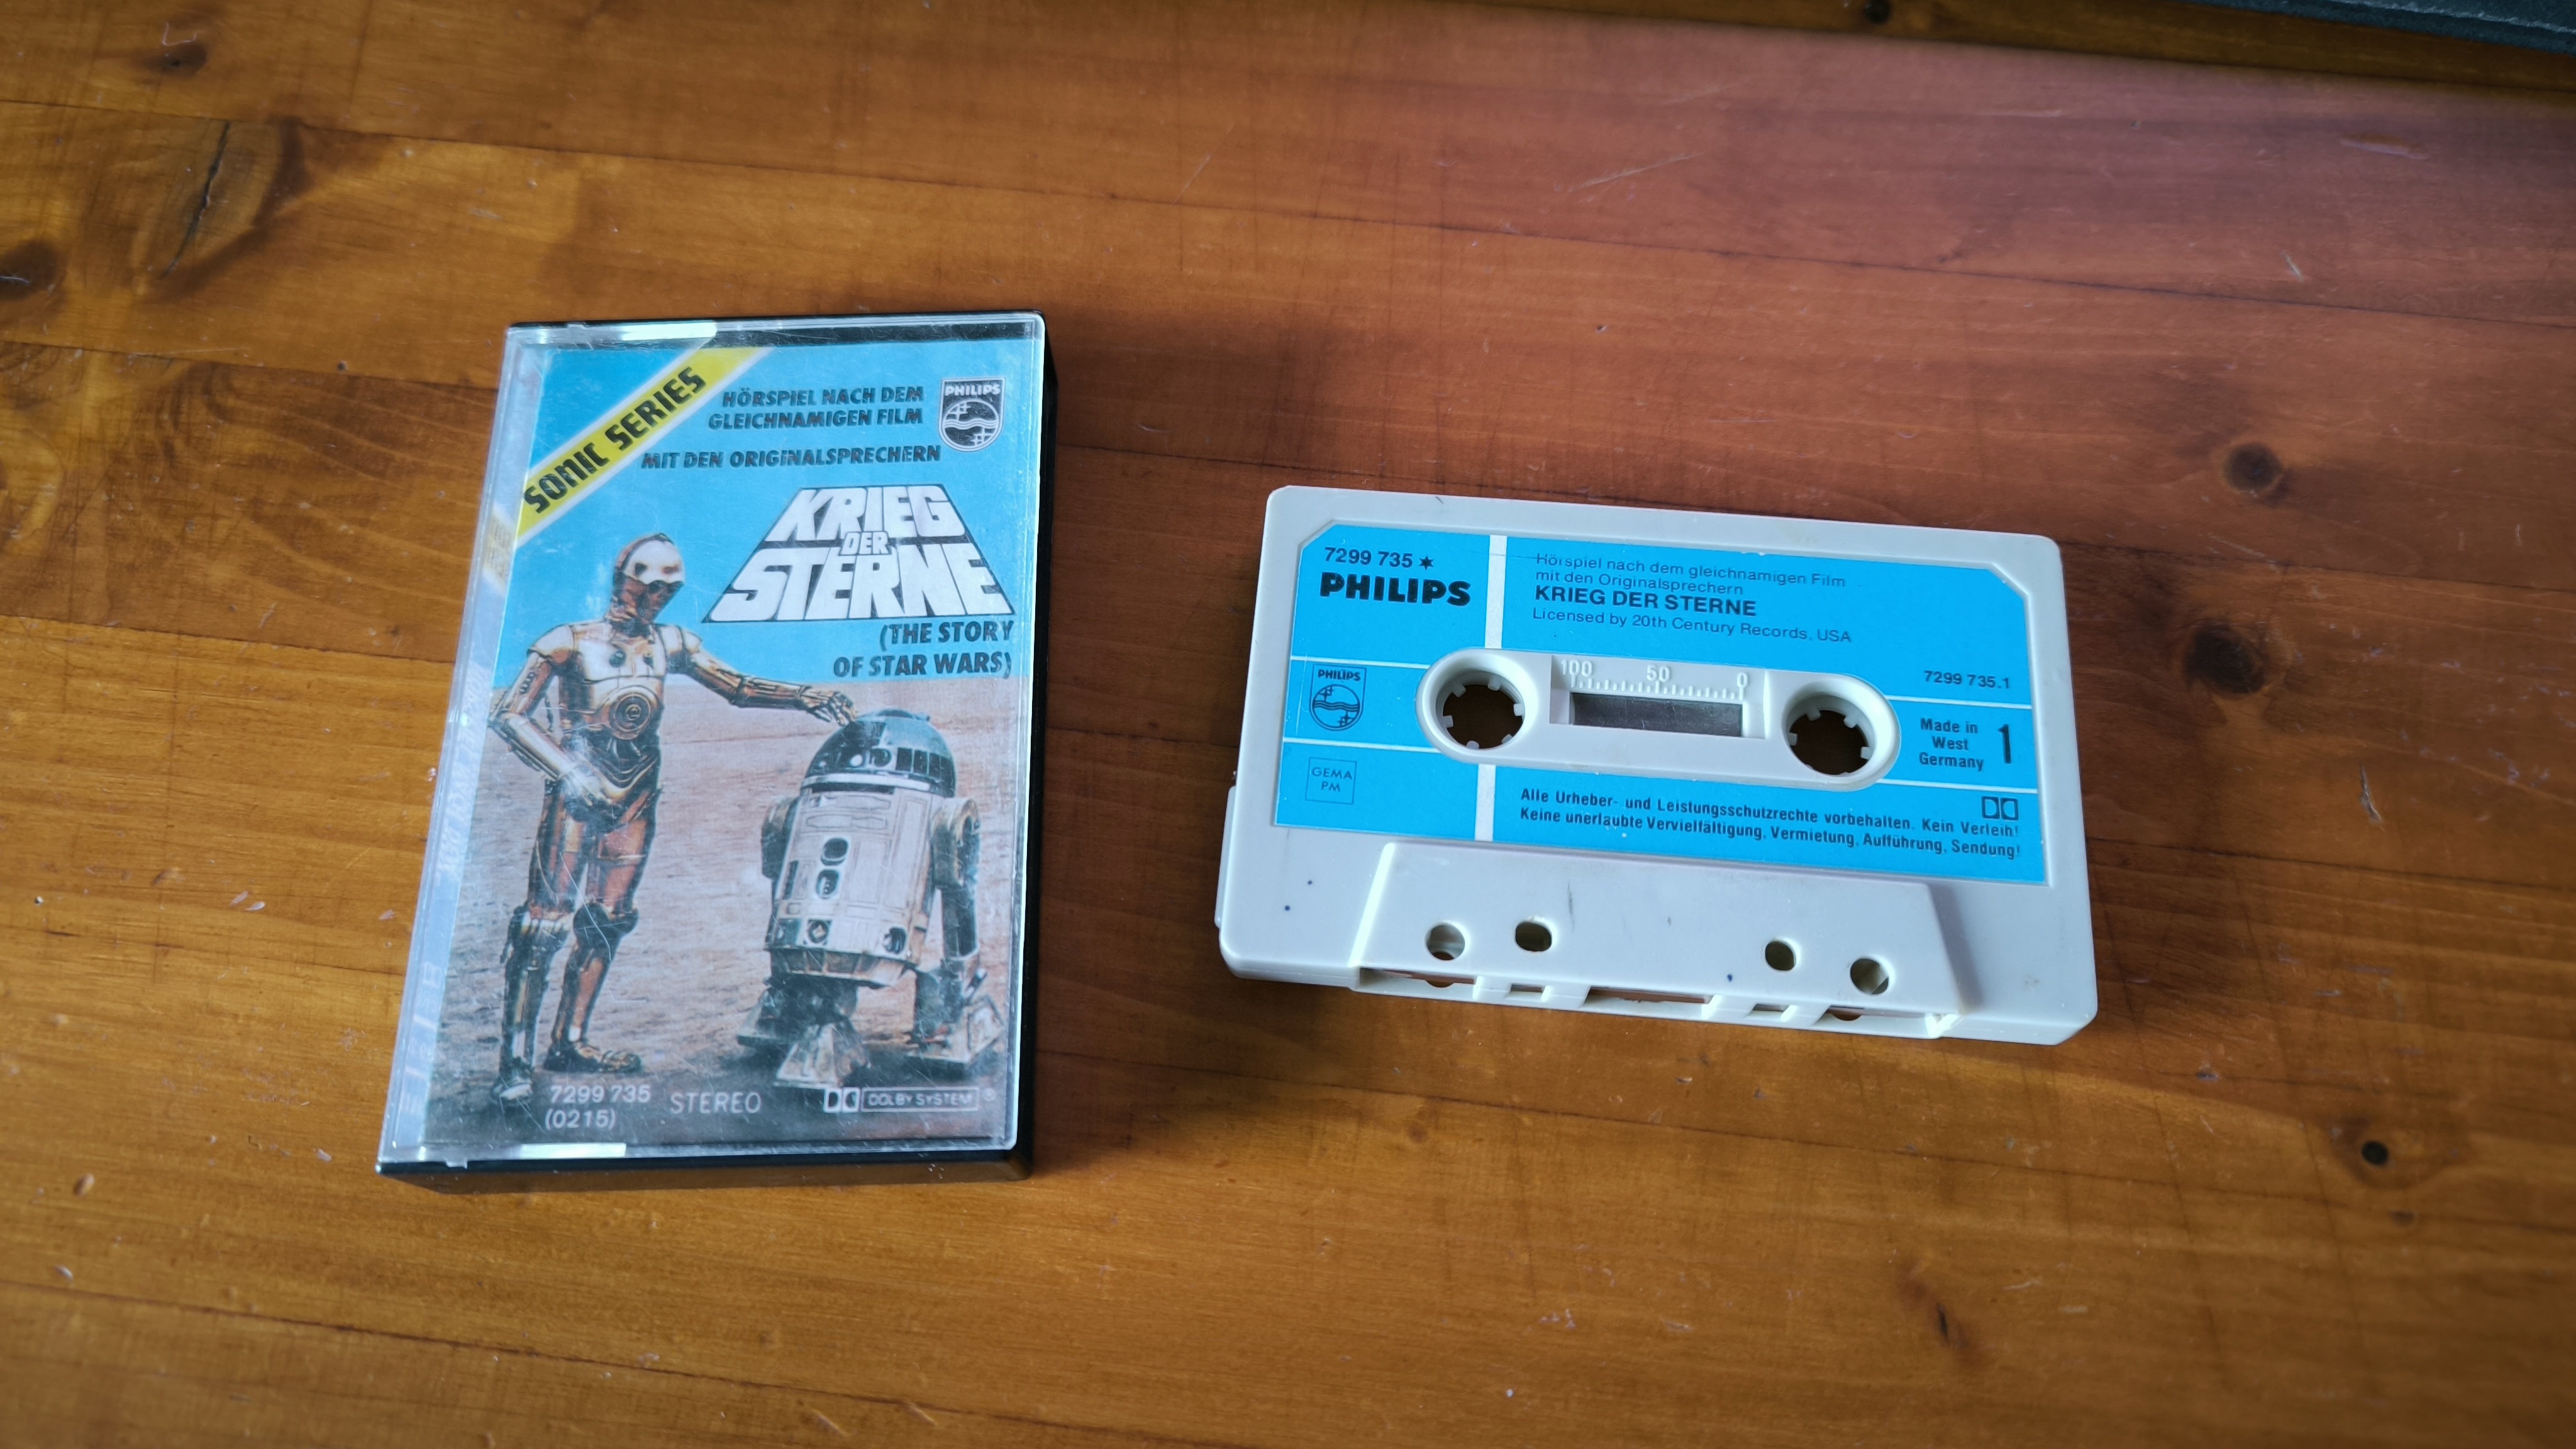 SONIC SERIES
HÖRSPIEL NACH DEM
GLEICHNAMIGEN FILM
MIT DEN ORIGINALSPRECHERN
PHILIPS
KRIEG
DER
STERNE
(THE STORY
OF STAR WARS)
7299 735
(0215)
STEREO
DOLBY SYSTEM
7299 735 ✶
PHILIPS
Hörspiel nach dem gleichnamigen Film
mit den Originalsprechern
KRIEG DER STERNE
Licensed by 20th Century Records, USA
7299 735.1
PHILIPS
100 50 0
Made in
West
Germany
1
GEMA
PM
Alle Urheber- und Leistungsschutzrechte vorbehalten. Kein Verleih!
Keine unerlaubte Vervielfältigung, Vermietung, Aufführung, Sendung!